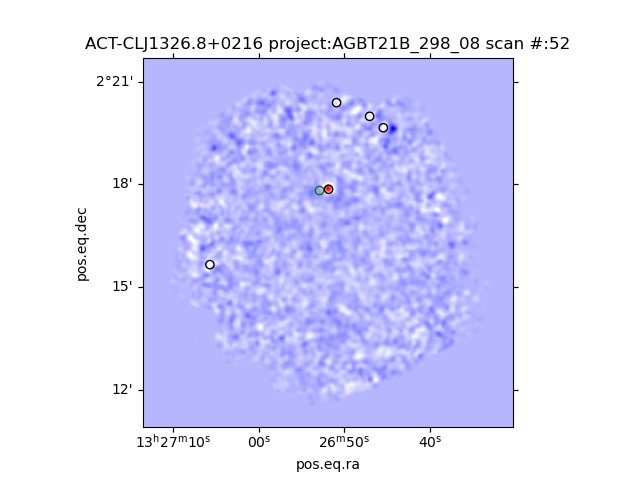 ACT-CLJ1326.8+0216 project:AGBT21B_298_08 scan #:52
2°21'
18'
15'
12'
pos.eq.dec
13ʰ27ᵐ10ˢ 00ˢ 26ᵐ50ˢ 40ˢ
pos.eq.ra